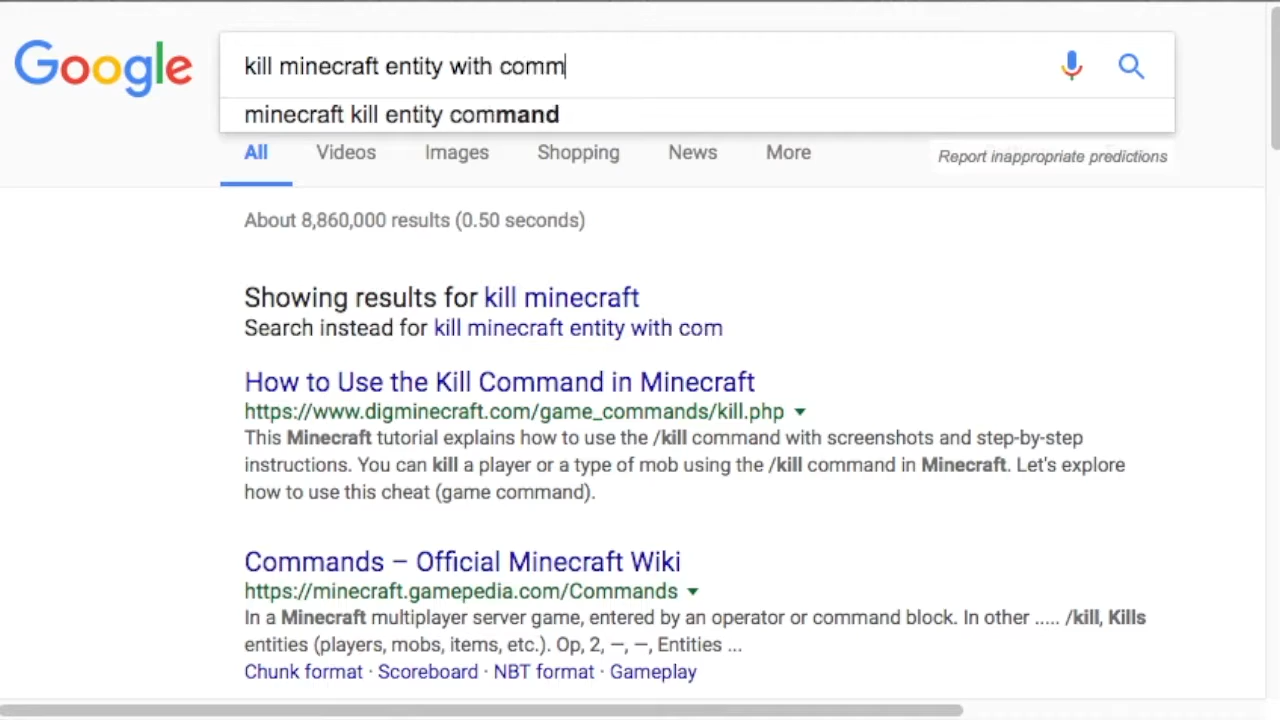 Google
kill minecraft entity with comm
minecraft kill entity command
All Videos Images Shopping News More
Report inappropriate predictions
About 8,860,000 results (0.50 seconds)
Showing results for kill minecraft
Search instead for kill minecraft entity with com
How to Use the Kill Command in Minecraft
https://www.digminecraft.com/game_commands/kill.php
This Minecraft tutorial explains how to use the /kill command with screenshots and step-by-step
instructions. You can kill a player or a type of mob using the /kill command in Minecraft. Let's explore
how to use this cheat (game command).
Commands – Official Minecraft Wiki
https://minecraft.gamepedia.com/Commands
In a Minecraft multiplayer server game, entered by an operator or command block. In other ..... /kill, Kills
entities (players, mobs, items, etc.). Op, 2, –, –, Entities ...
Chunk format · Scoreboard · NBT format · Gameplay